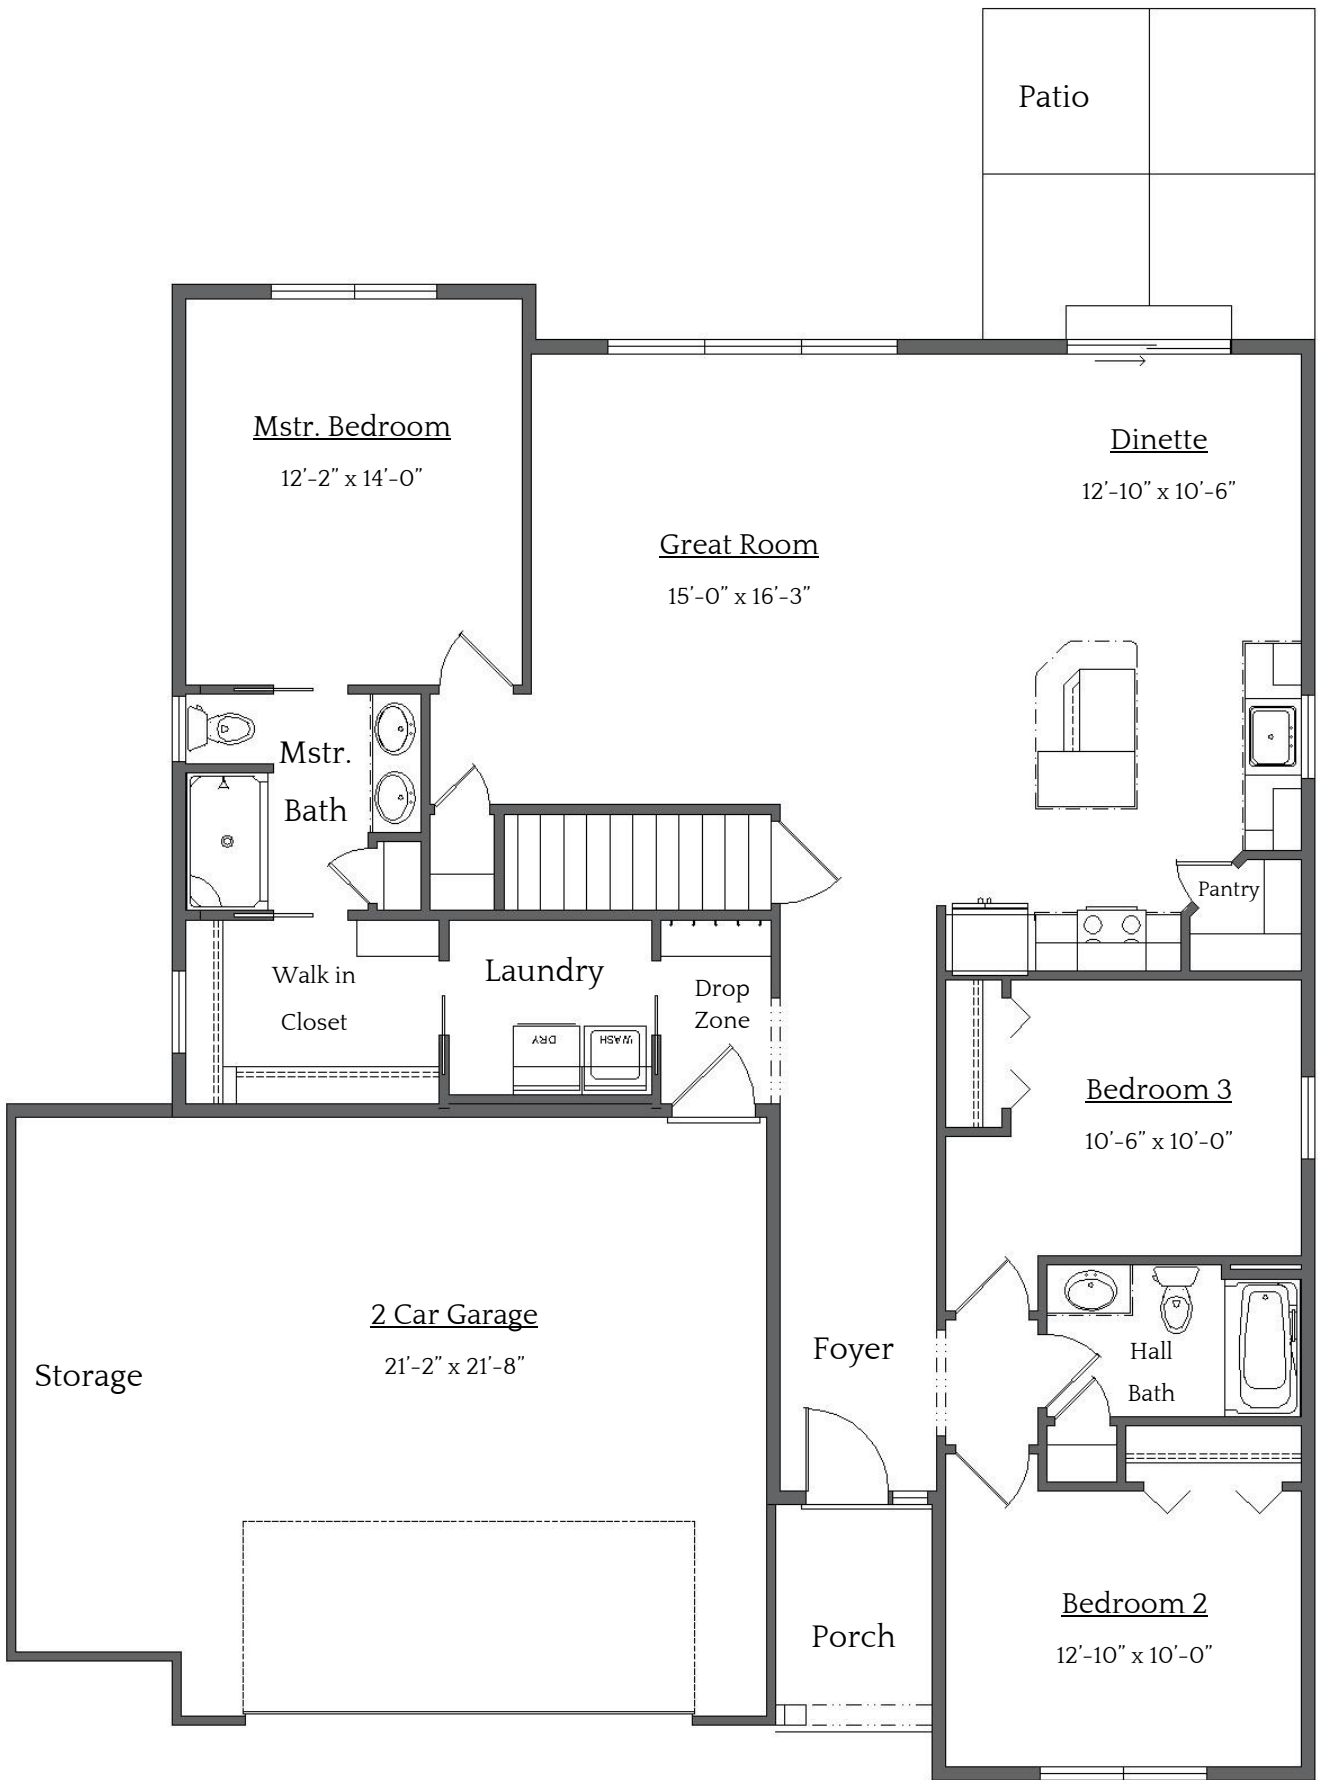 Patio
Mstr. Bedroom
12’-2” x 14’-0”
Dinette
12’-10” x 10’-6”
Great Room
15’-0” x 16’-3”
Mstr.
Bath
Pantry
Walk in
Closet
Laundry
DRY
WASH
Drop
Zone
Bedroom 3
10’-6” x 10’-0”
2 Car Garage
21’-2” x 21’-8”
Storage
Foyer
Hall
Bath
Porch
Bedroom 2
12’-10” x 10’-0”